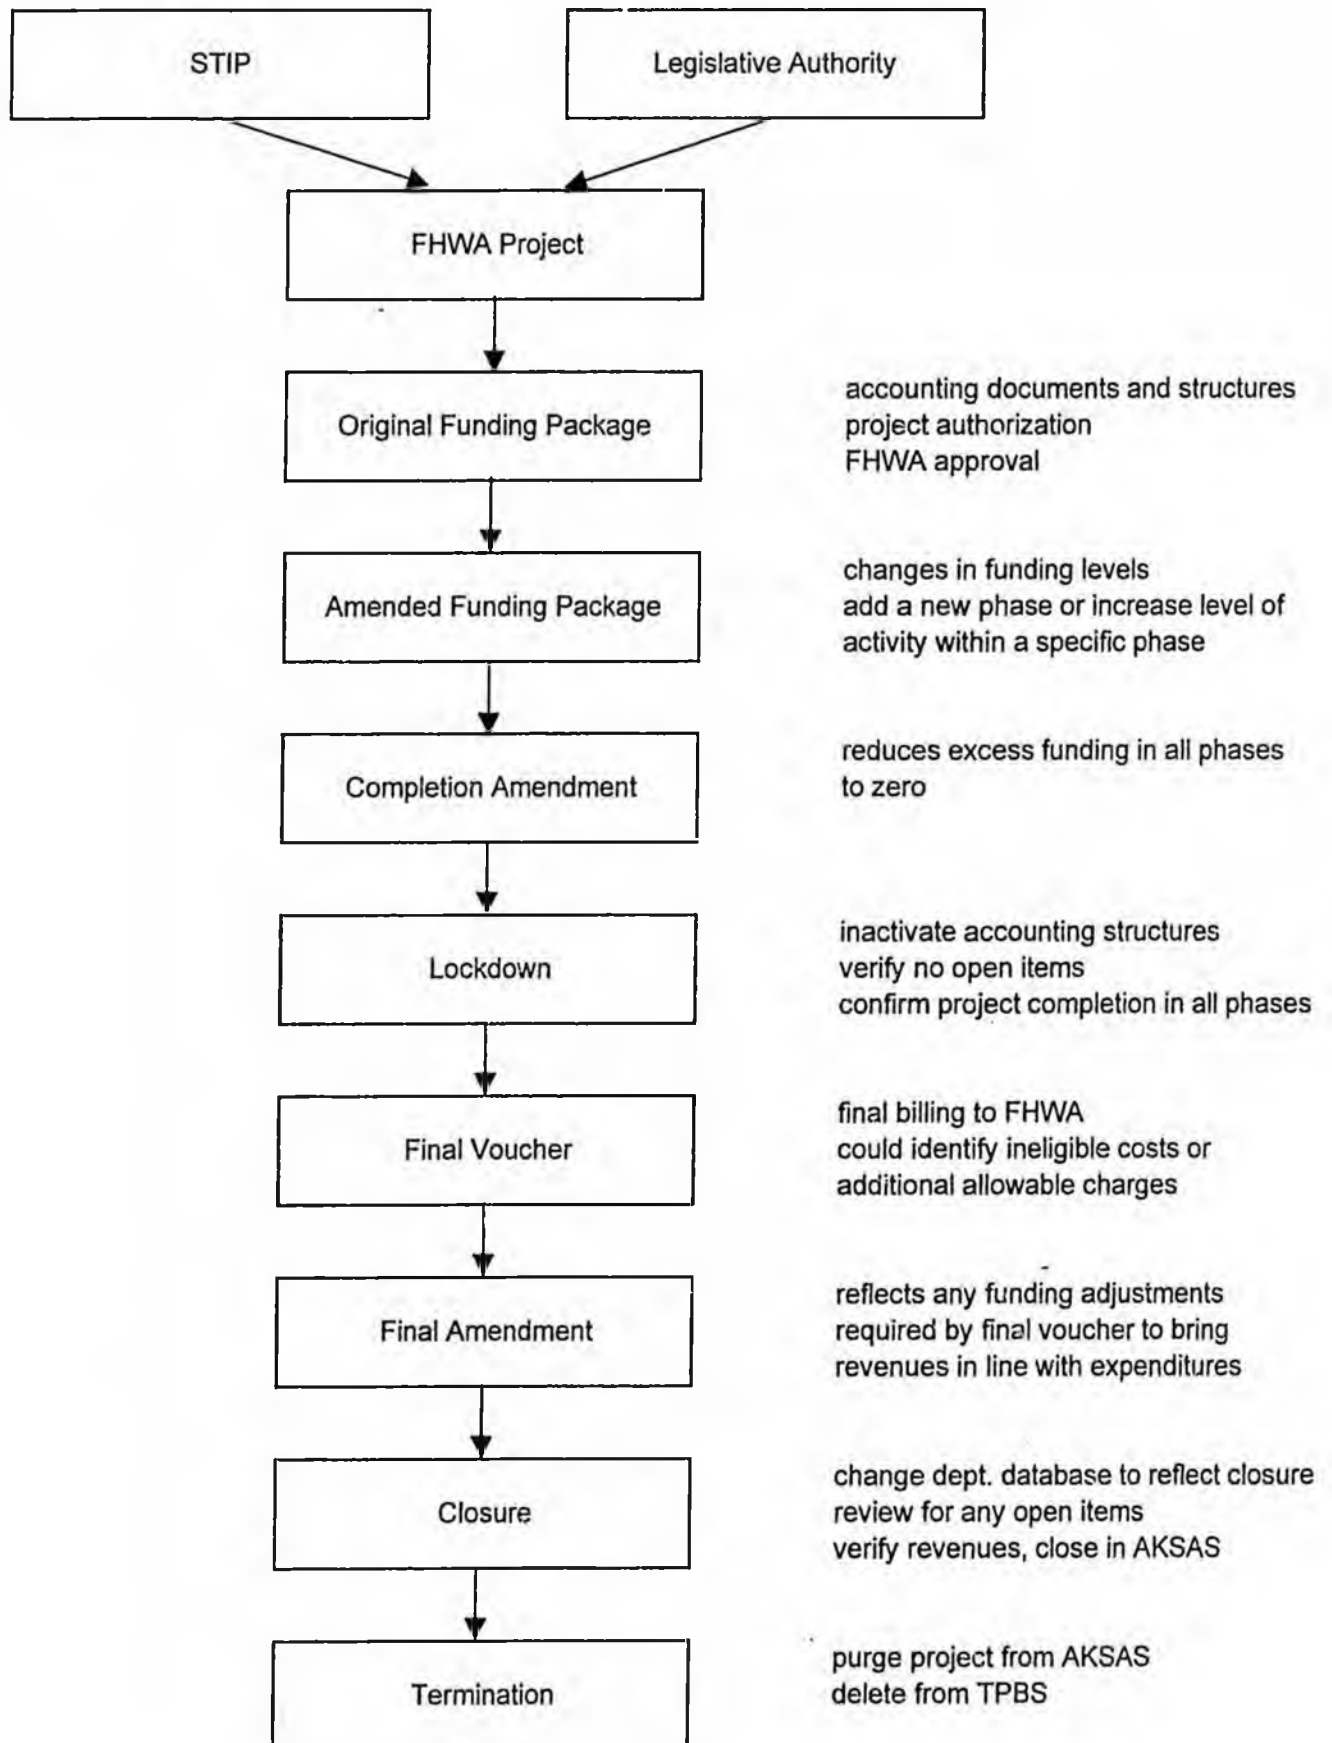 STIP
Legislative Authority
FHWA Project
Original Funding Package
accounting documents and structures
project authorization
FHWA approval
Amended Funding Package
changes in funding levels
add a new phase or increase level of
activity within a specific phase
Completion Amendment
reduces excess funding in all phases
to zero
Lockdown
inactivate accounting structures
verify no open items
confirm project completion in all phases
Final Voucher
final billing to FHWA
could identify ineligible costs or
additional allowable charges
Final Amendment
reflects any funding adjustments
required by final voucher to bring
revenues in line with expenditures
Closure
change dept. database to reflect closure
review for any open items
verify revenues, close in AKSAS
Termination
purge project from AKSAS
delete from TPBS